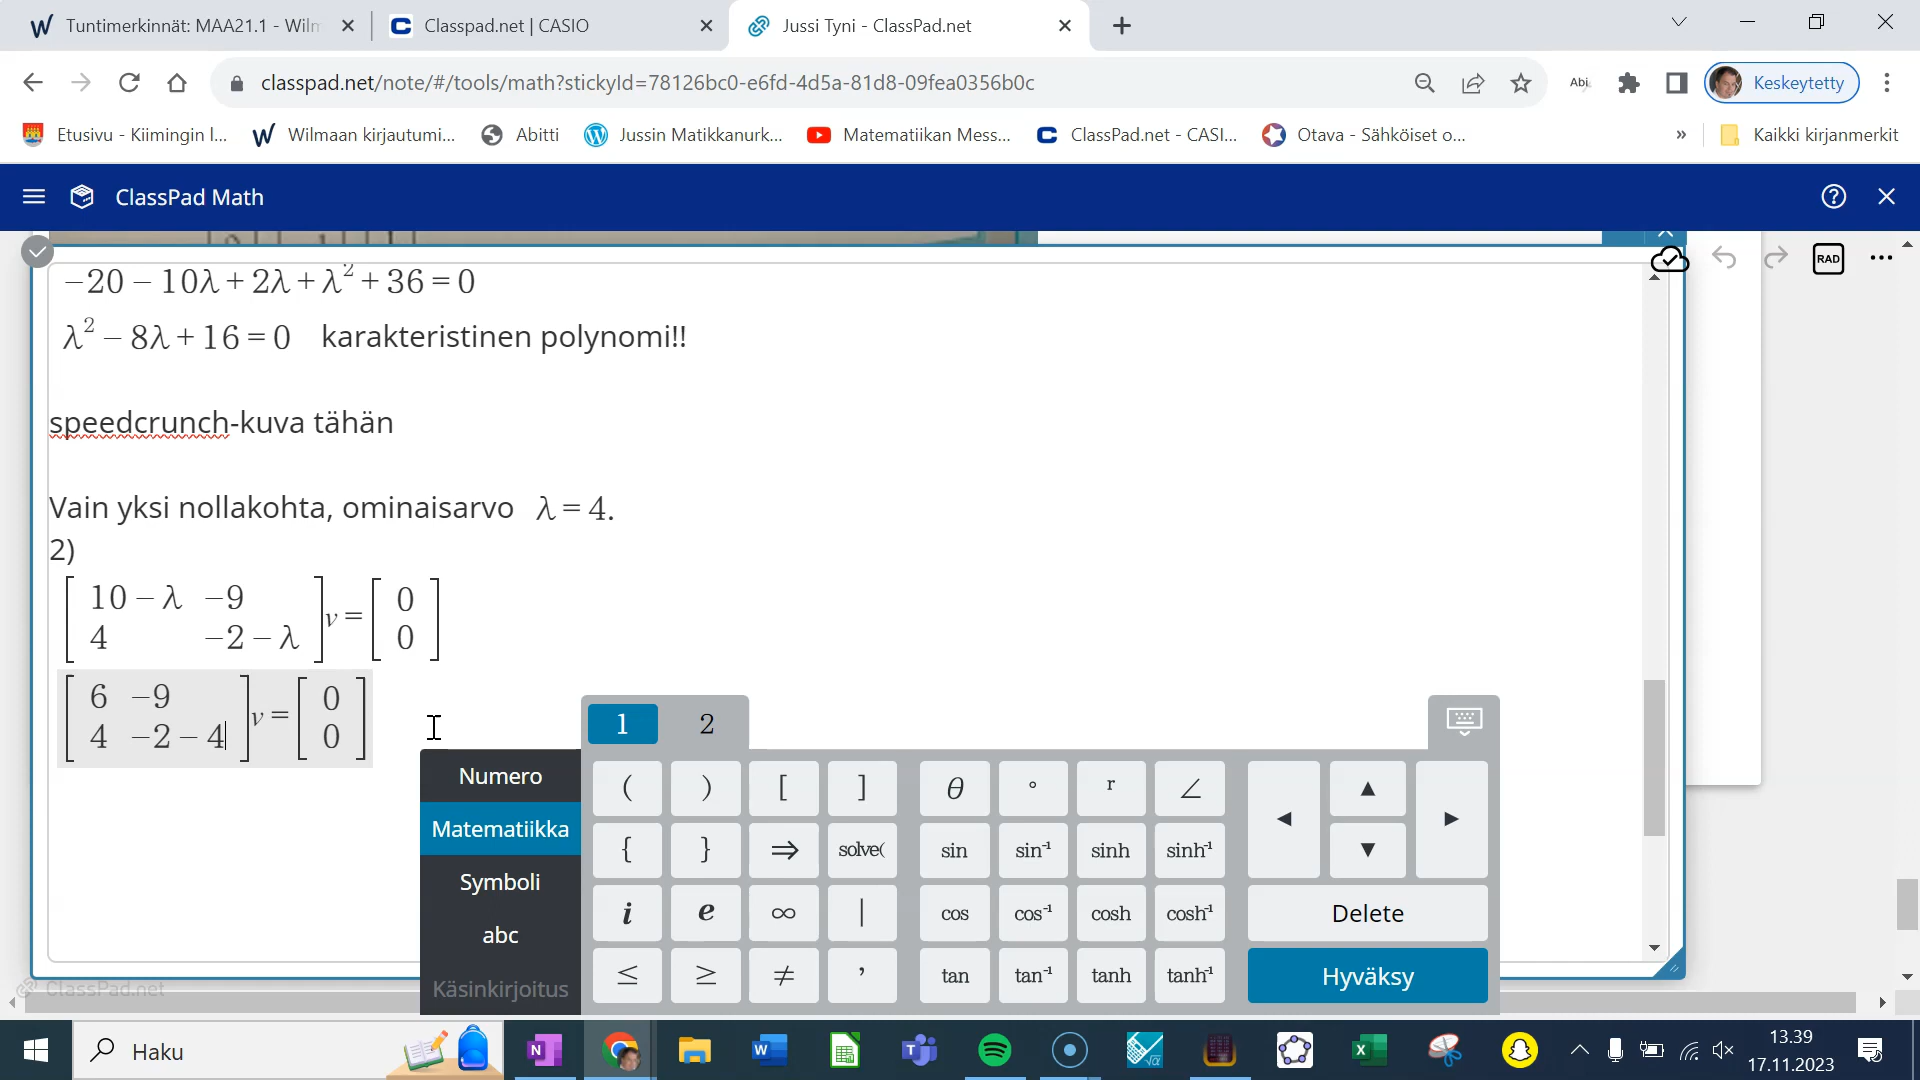 Tuntimerkinnät: MAA21.1 - Wiln
Classpad.net | CASIO
Jussi Tyni - ClassPad.net
classpad.net/note/#/tools/math?stickyId=78126bc0-e6fd-4d5a-81d8-09fea0356b0c
Abi
Keskeytetty
Etusivu - Kiimingin l...
Wilmaan kirjautumi...
Abitti
Jussin Matikkanurk...
Matematiikan Mess...
ClassPad.net - CASI...
Otava - Sähköiset o...
»
Kaikki kirjanmerkit
ClassPad Math
RAD
−20 − 10λ + 2λ + λ² + 36 = 0
λ² − 8λ + 16 = 0 karakteristinen polynomi!!
speedcrunch-kuva tähän
Vain yksi nollakohta, ominaisarvo λ = 4.
2)
[10 − λ −9
4 −2 − λ] v = [0
0]
[6 −9
4 −2 − 4] v = [0
0]
1 2
Numero
Matematiikka
Symboli
abc
Käsinkirjoitus
( ) [ ] θ ° r ∠
{ } ⇒ solve( sin sin⁻¹ sinh sinh⁻¹
i e ∞ | cos cos⁻¹ cosh cosh⁻¹
≤ ≥ ≠ , tan tan⁻¹ tanh tanh⁻¹
◀ ▲ ▶
▼
Delete
Hyväksy
ClassPad.net
Haku
13.39
17.11.2023